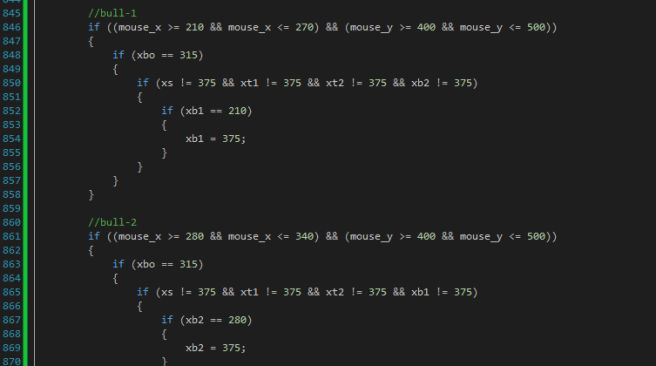 844
845 //bull-1
846 if ((mouse_x >= 210 && mouse_x <= 270) && (mouse_y >= 400 && mouse_y <= 500))
847 {
848 if (xbo == 315)
849 {
850 if (xs != 375 && xt1 != 375 && xt2 != 375 && xb2 != 375)
851 {
852 if (xb1 == 210)
853 {
854 xb1 = 375;
855 }
856 }
857 }
858 }
859
860 //bull-2
861 if ((mouse_x >= 280 && mouse_x <= 340) && (mouse_y >= 400 && mouse_y <= 500))
862 {
863 if (xbo == 315)
864 {
865 if (xs != 375 && xt1 != 375 && xt2 != 375 && xb1 != 375)
866 {
867 if (xb2 == 280)
868 {
869 xb2 = 375;
870 }